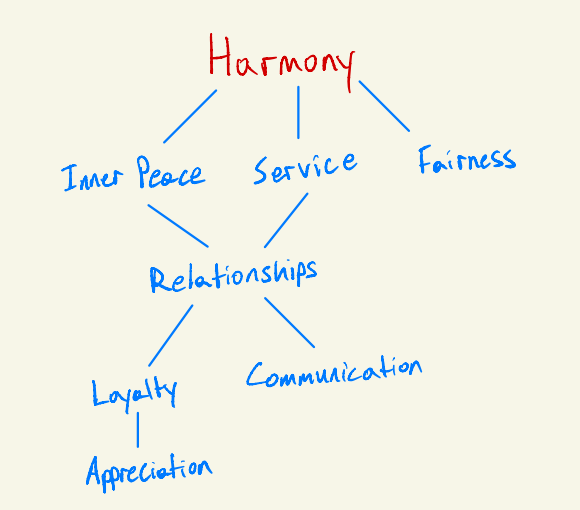 Harmony
Inner Peace Service Fairness
Relationships
Loyalty Communication
Appreciation